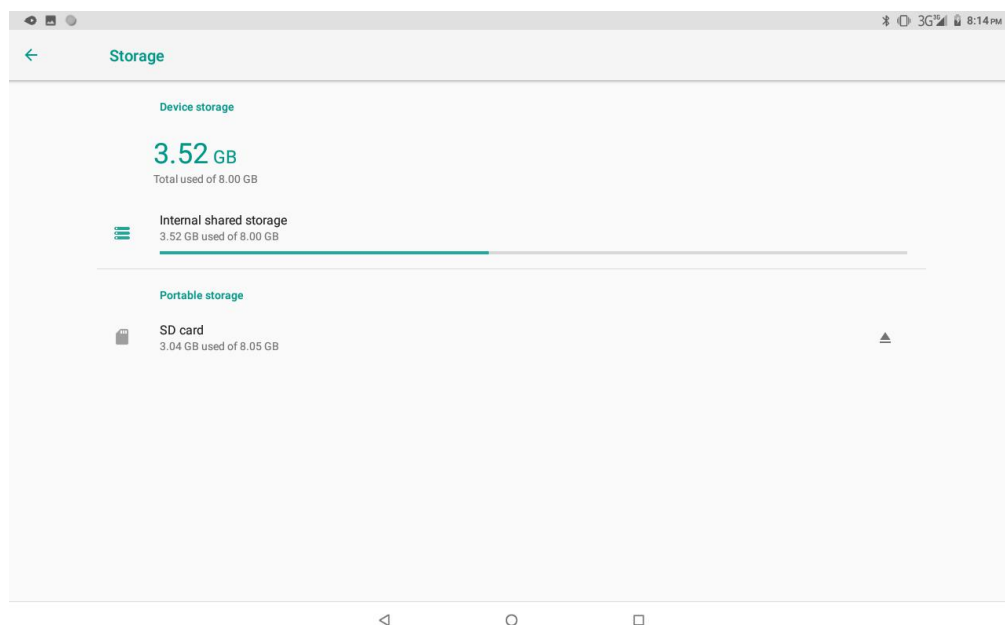 3G 3G 8:14 PM
Storage
Device storage
3.52 GB
Total used of 8.00 GB
Internal shared storage
3.52 GB used of 8.00 GB
Portable storage
SD card
3.04 GB used of 8.05 GB